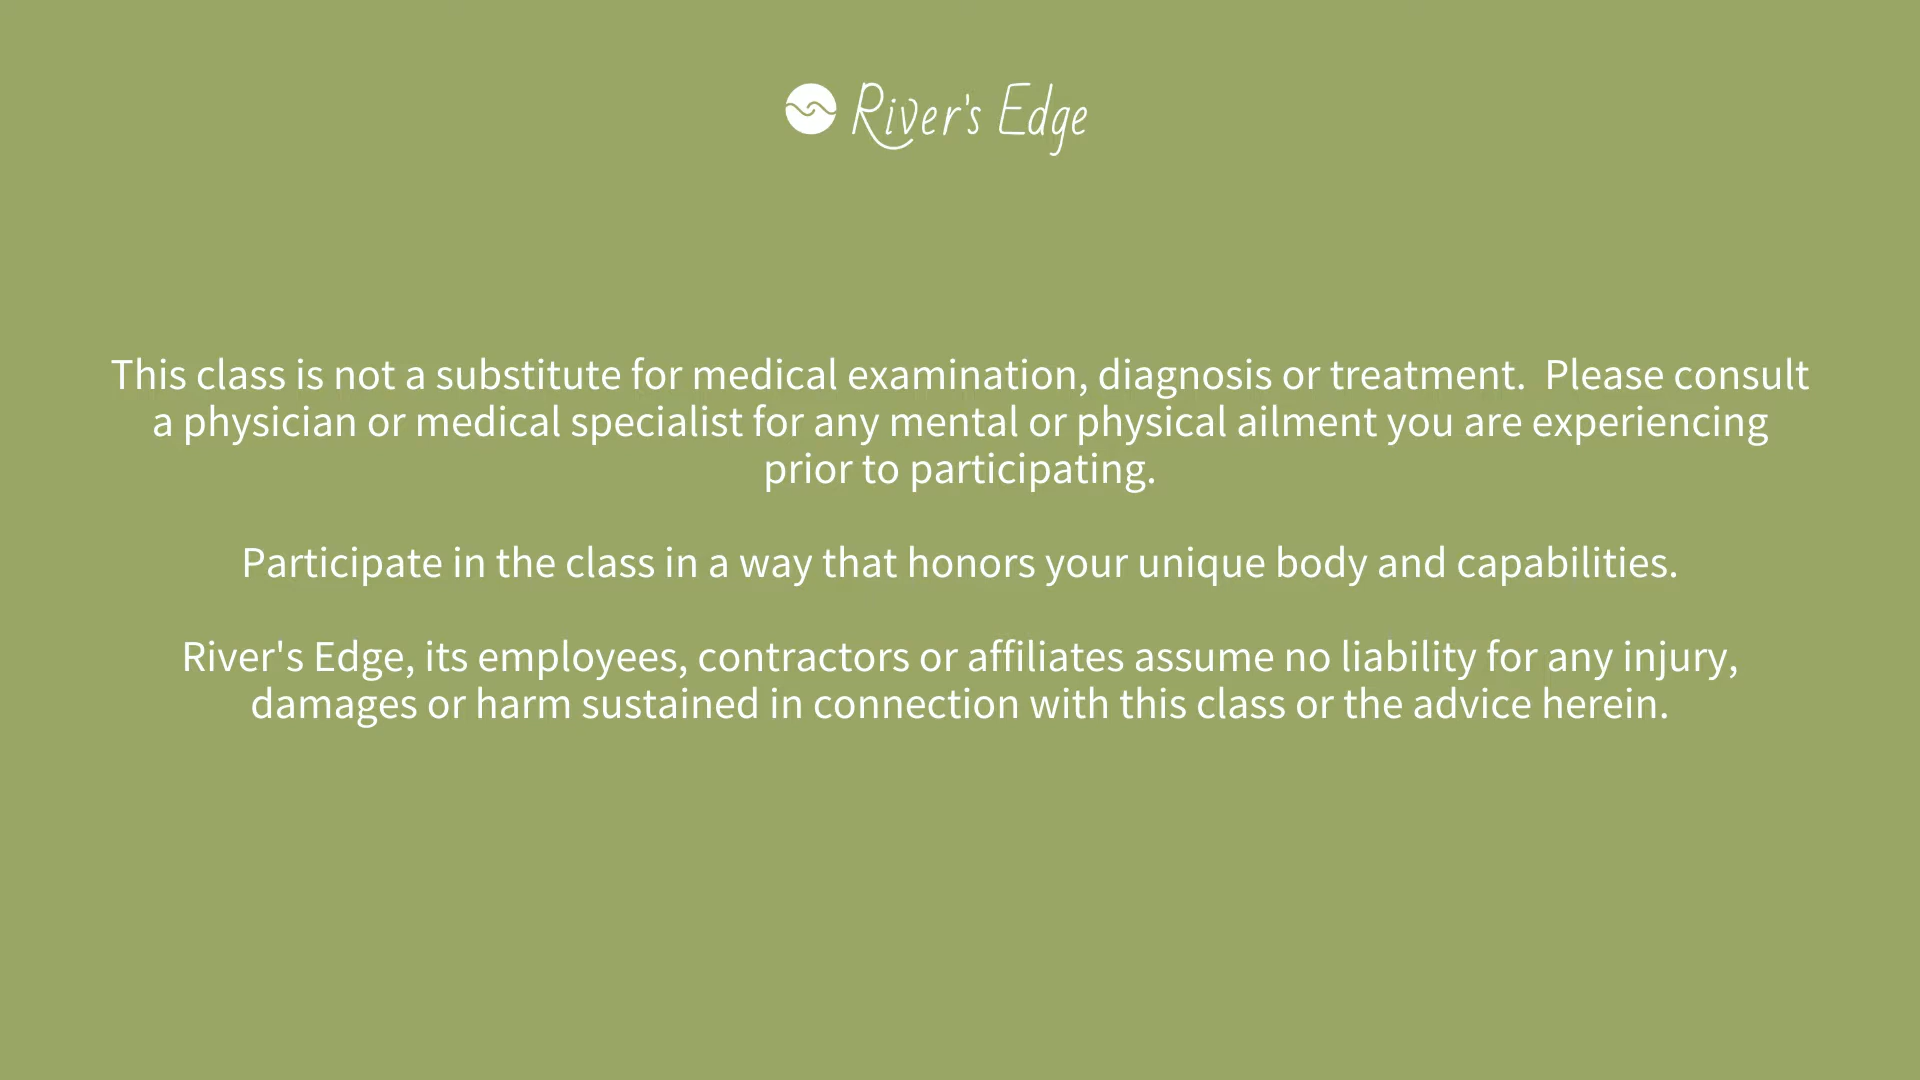 River's Edge
This class is not a substitute for medical examination, diagnosis or treatment.  Please consult
a physician or medical specialist for any mental or physical ailment you are experiencing
prior to participating.
Participate in the class in a way that honors your unique body and capabilities.
River's Edge, its employees, contractors or affiliates assume no liability for any injury,
damages or harm sustained in connection with this class or the advice herein.